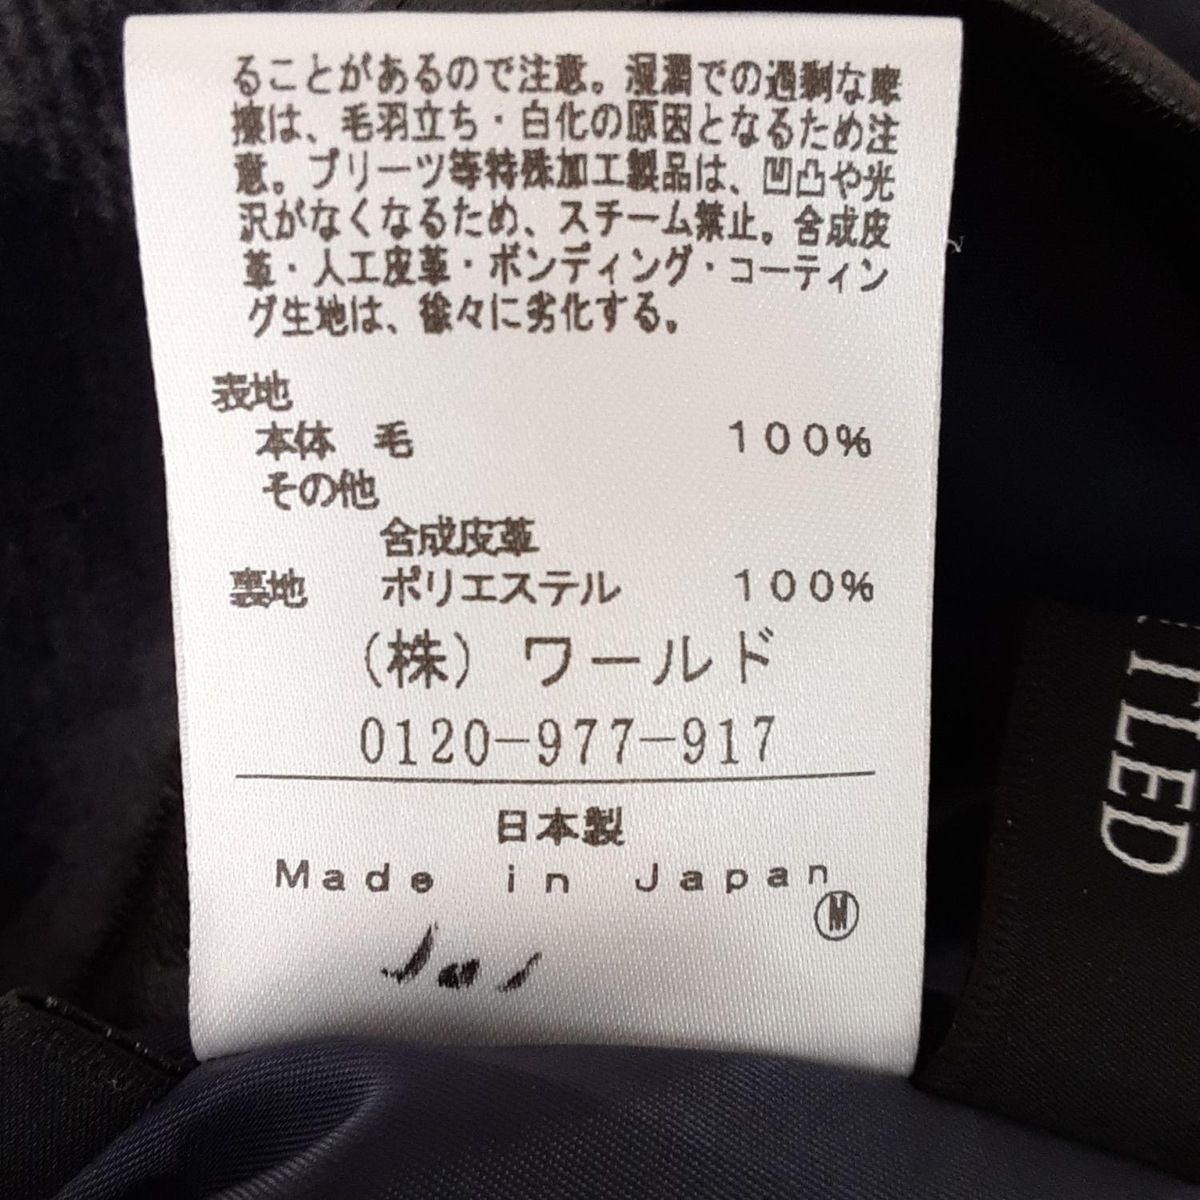 ることがあるので注意。湿潤での過剰な摩
擦は、毛羽立ち・白化の原因となるため注
意。プリーツ等特殊加工製品は、凹凸や光
沢がなくなるため、スチーム禁止。合成皮
革・人工皮革・ボンディング・コーティン
グ生地は、徐々に劣化する。
表地
本体 毛 100%
その他
合成皮革
裏地 ポリエステル 100%
(株) ワールド
0120-977-917
日本製
Made in Japan
Ⓜ
TLED